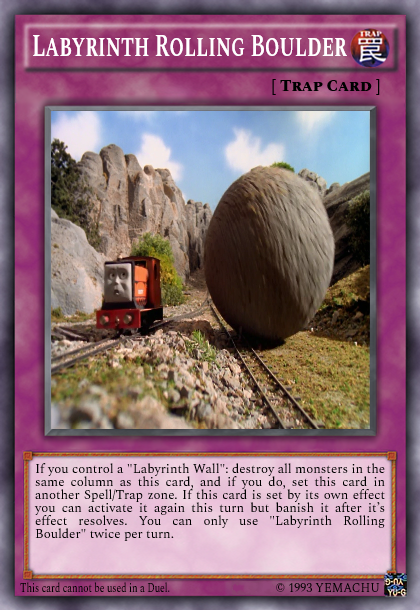 LABYRINTH ROLLING BOULDER
TRAP
罠
[ TRAP CARD ]
If you control a "Labyrinth Wall": destroy all monsters in the
same column as this card, and if you do, set this card in
another Spell/Trap zone. If this card is set by its own effect
you can activate it again this turn but banish it after it's
effect resolves. You can only use "Labyrinth Rolling
Boulder" twice per turn.
This card cannot be used in a Duel.
© 1993 YEMACHU
YU-G